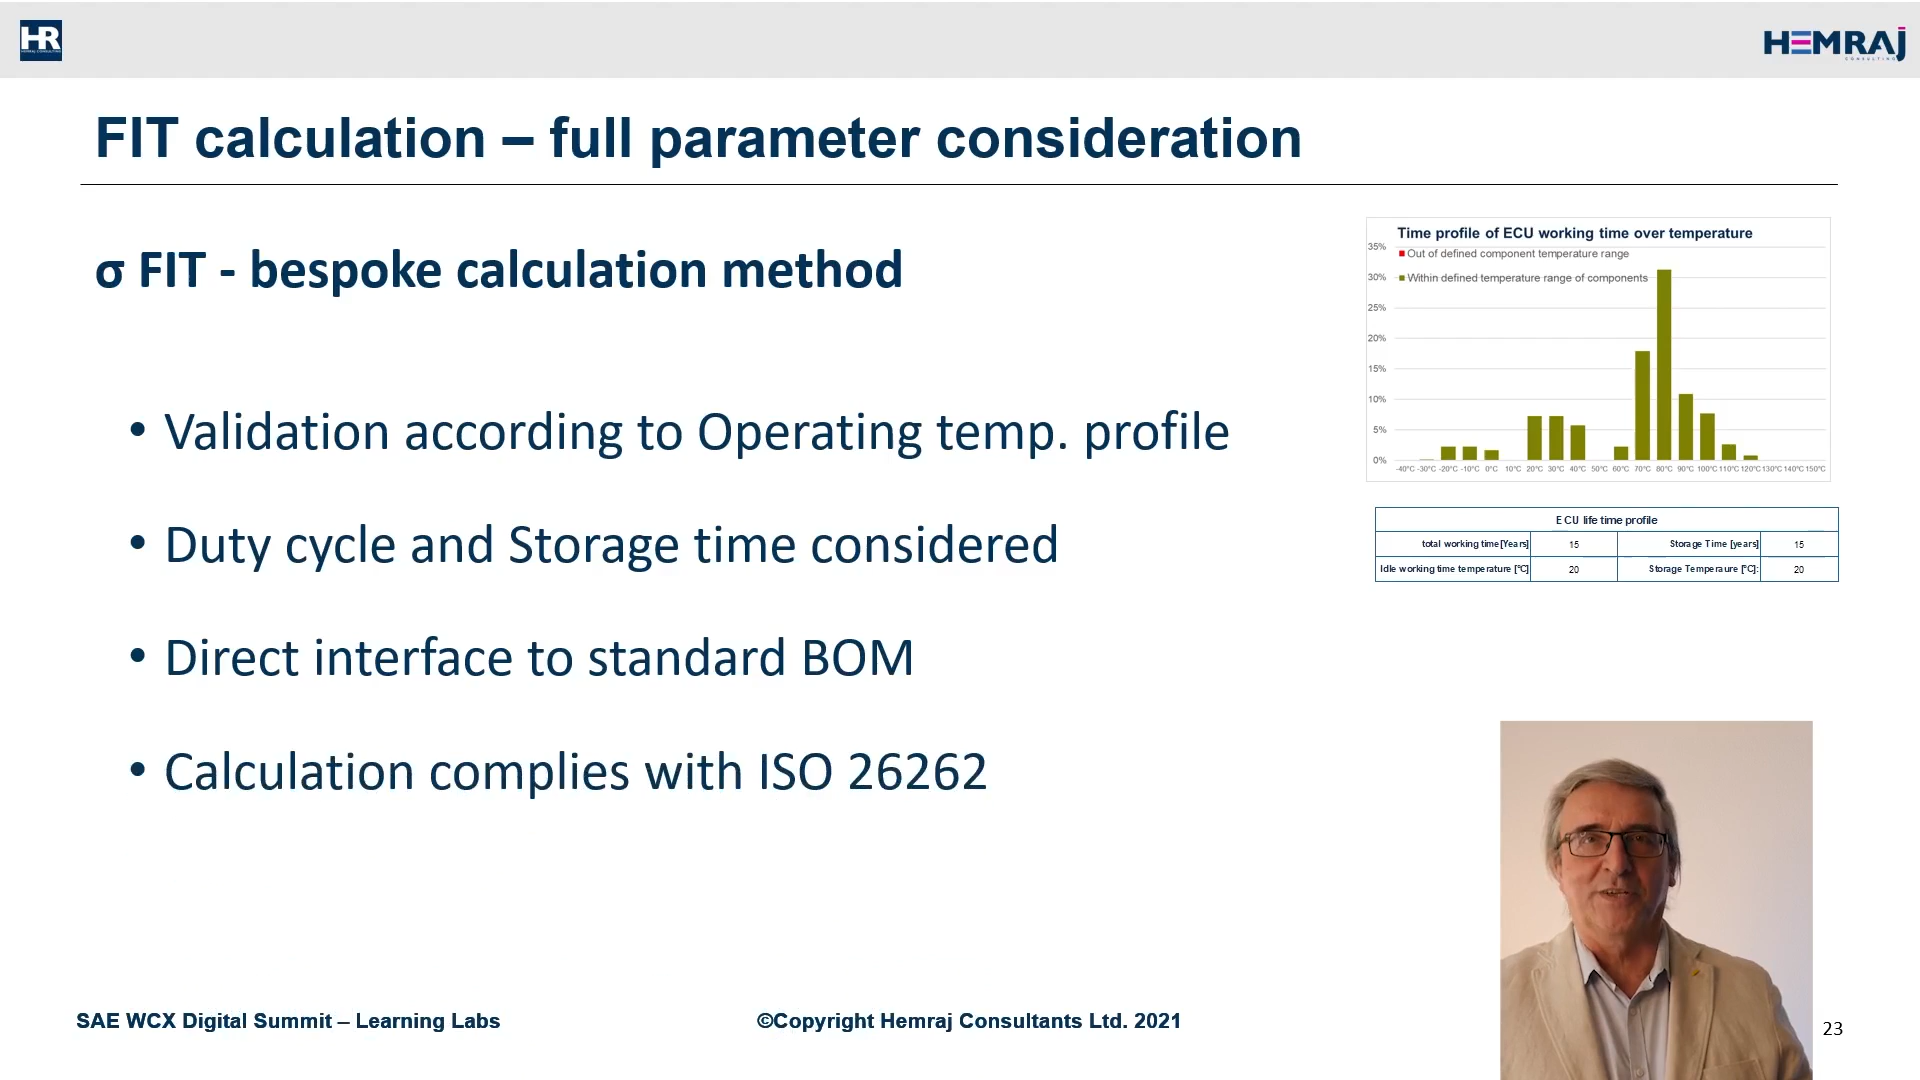 HR
HEMRAJ
CONSULTING
FIT calculation – full parameter consideration
σ FIT - bespoke calculation method
• Validation according to Operating temp. profile
• Duty cycle and Storage time considered
• Direct interface to standard BOM
• Calculation complies with ISO 26262
Time profile of ECU working time over temperature
Out of defined component temperature range
Within defined temperature range of components
35%
30%
25%
20%
15%
10%
5%
0%
-40°C -30°C -20°C -10°C 0°C 10°C 20°C 30°C 40°C 50°C 60°C 70°C 80°C 90°C 100°C 110°C 120°C 130°C 140°C 150°C
ECU life time profile
total working time[Years] 15 Storage Time [years] 15
Idle working time temperature [°C] 20 Storage Temperaure [°C]: 20
SAE WCX Digital Summit – Learning Labs
©Copyright Hemraj Consultants Ltd. 2021
23